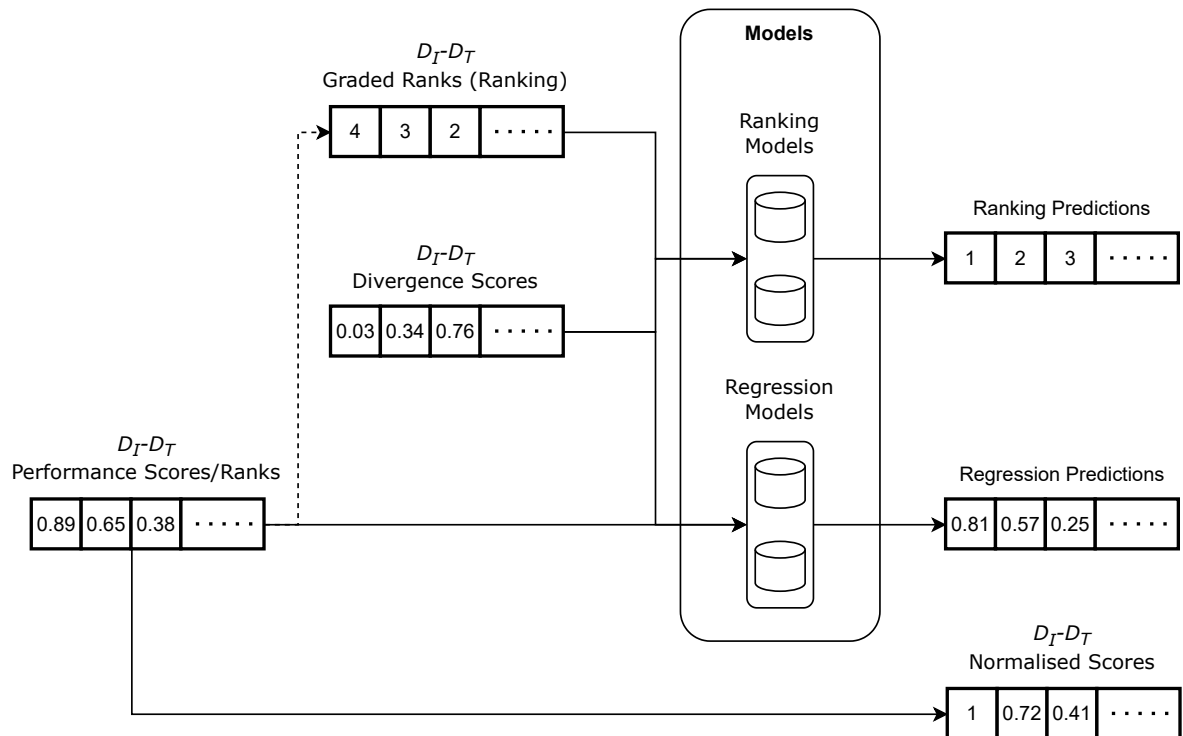 Models
D_I-D_T
Graded Ranks (Ranking)
4 3 2 ·····
Ranking
Models
Ranking Predictions
1 2 3 ·····
D_I-D_T
Divergence Scores
0.03 0.34 0.76 ·····
Regression
Models
D_I-D_T
Performance Scores/Ranks
0.89 0.65 0.38 ·····
Regression Predictions
0.81 0.57 0.25 ·····
D_I-D_T
Normalised Scores
1 0.72 0.41 ·····